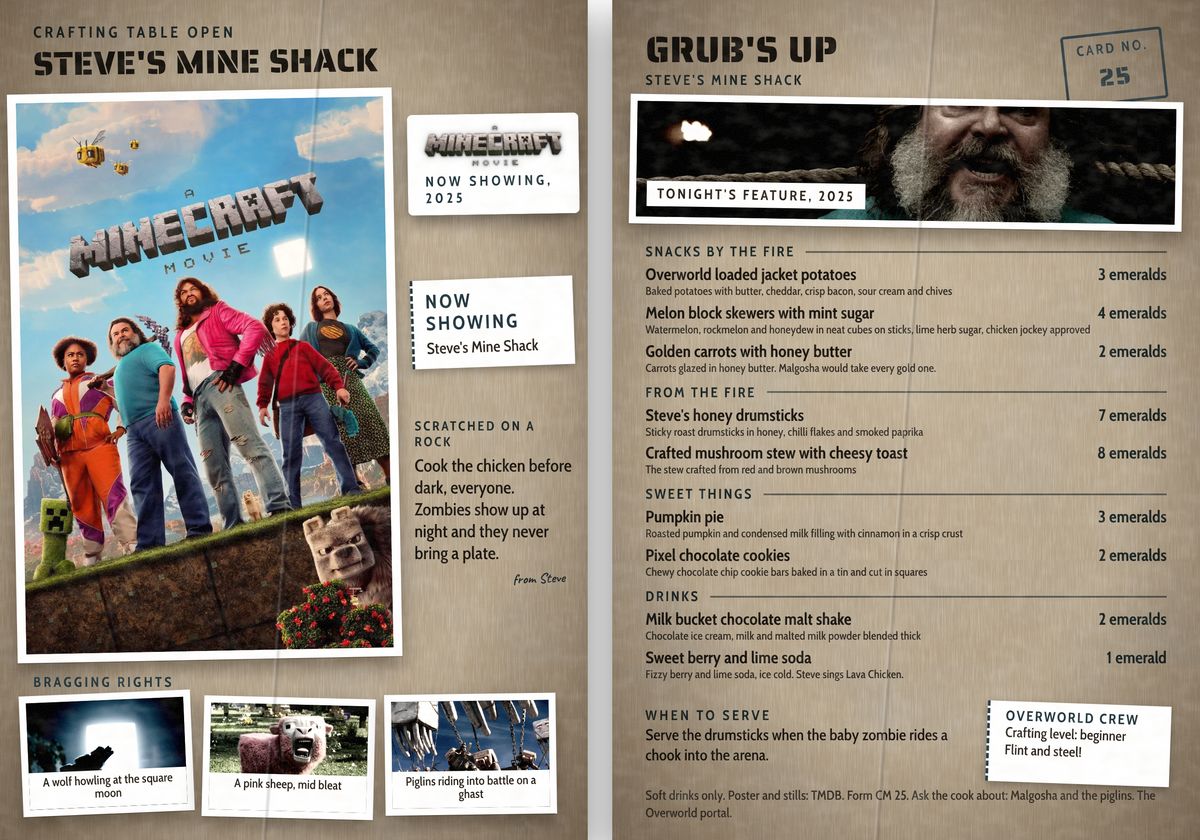 CRAFTING TABLE OPEN
STEVE'S MINE SHACK
A
MINECRAFT
MOVIE
A
MINECRAFT
MOVIE
NOW SHOWING,
2025
NOW
SHOWING
Steve's Mine Shack
SCRATCHED ON A
ROCK
Cook the chicken before
dark, everyone.
Zombies show up at
night and they never
bring a plate.
from Steve
BRAGGING RIGHTS
A wolf howling at the square
moon
A pink sheep, mid bleat
Piglins riding into battle on a
ghast
GRUB'S UP
STEVE'S MINE SHACK
CARD NO.
25
TONIGHT'S FEATURE, 2025
SNACKS BY THE FIRE
Overworld loaded jacket potatoes 3 emeralds
Baked potatoes with butter, cheddar, crisp bacon, sour cream and chives
Melon block skewers with mint sugar 4 emeralds
Watermelon, rockmelon and honeydew in neat cubes on sticks, lime herb sugar, chicken jockey approved
Golden carrots with honey butter 2 emeralds
Carrots glazed in honey butter. Malgosha would take every gold one.
FROM THE FIRE
Steve's honey drumsticks 7 emeralds
Sticky roast drumsticks in honey, chilli flakes and smoked paprika
Crafted mushroom stew with cheesy toast 8 emeralds
The stew crafted from red and brown mushrooms
SWEET THINGS
Pumpkin pie 3 emeralds
Roasted pumpkin and condensed milk filling with cinnamon in a crisp crust
Pixel chocolate cookies 2 emeralds
Chewy chocolate chip cookie bars baked in a tin and cut in squares
DRINKS
Milk bucket chocolate malt shake 2 emeralds
Chocolate ice cream, milk and malted milk powder blended thick
Sweet berry and lime soda 1 emerald
Fizzy berry and lime soda, ice cold. Steve sings Lava Chicken.
WHEN TO SERVE
Serve the drumsticks when the baby zombie rides a
chook into the arena.
OVERWORLD CREW
Crafting level: beginner
Flint and steel!
Soft drinks only. Poster and stills: TMDB. Form CM 25. Ask the cook about: Malgosha and the piglins. The
Overworld portal.